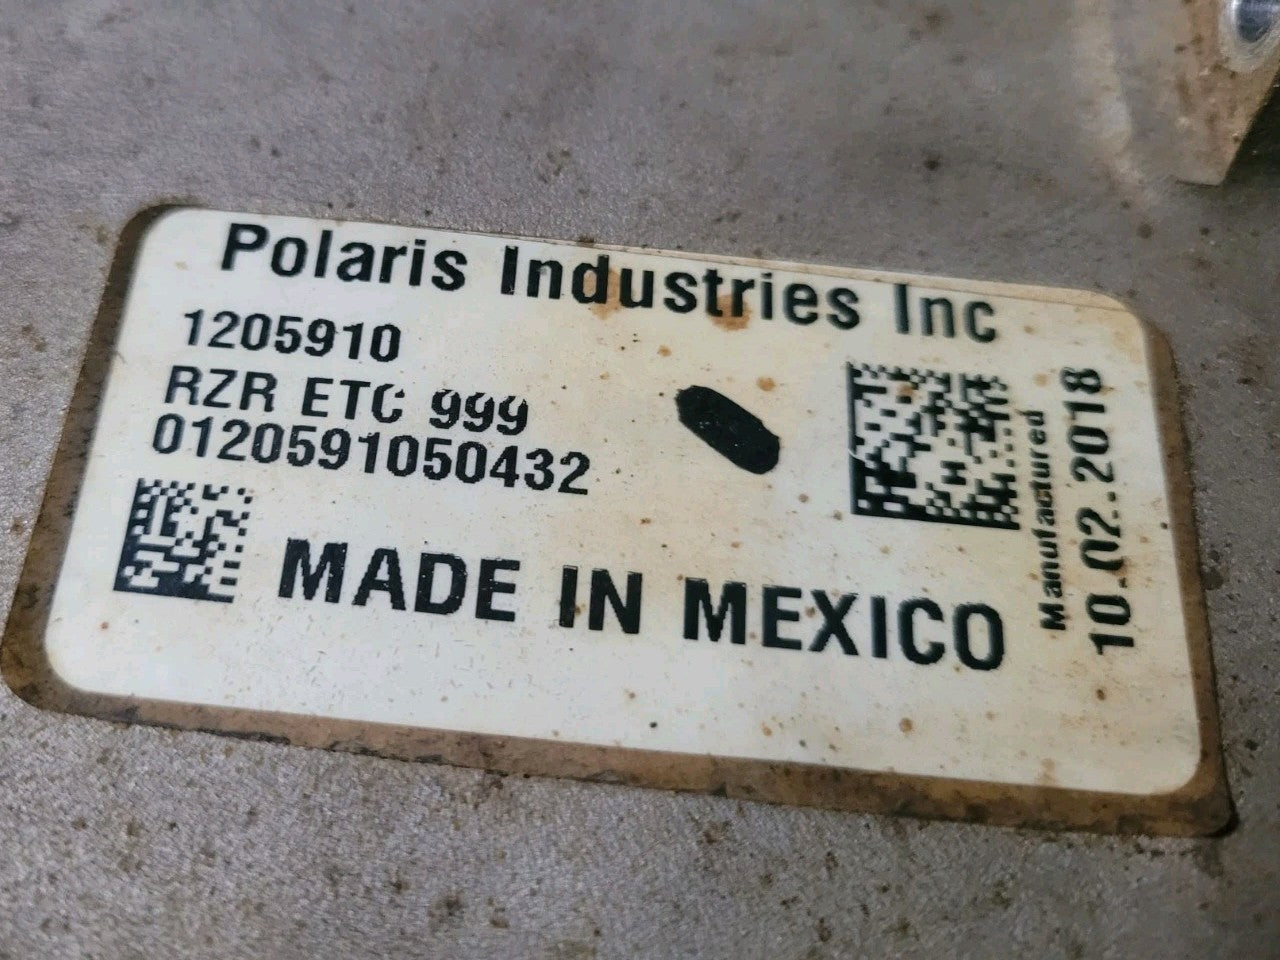 Polaris Industries Inc
1205910
RZR ETC 999
0120591050432
MADE IN MEXICO
Manufactured
10.02..2018